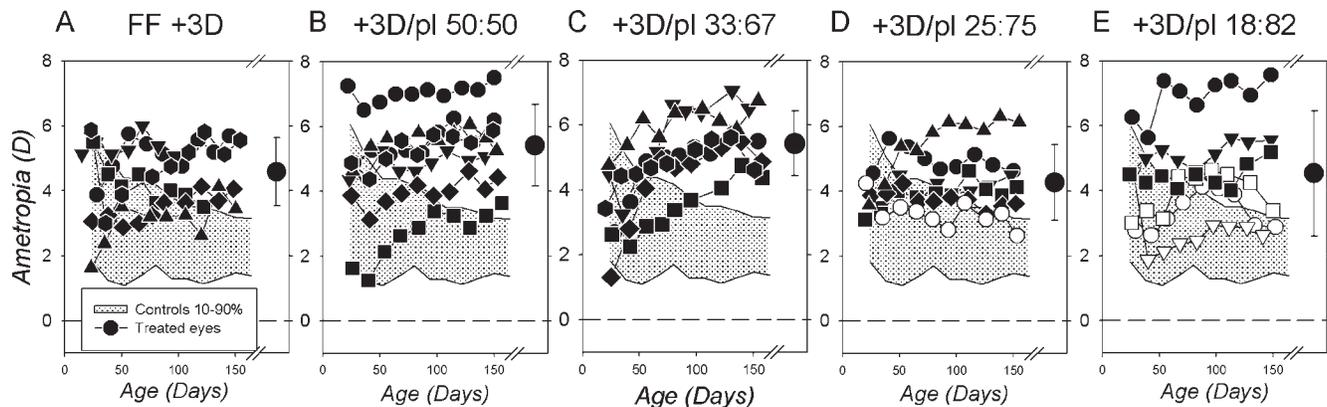 A FF +3D
B +3D/pl 50:50
C +3D/pl 33:67
D +3D/pl 25:75
E +3D/pl 18:82
Ametropia (D)
8
6
4
2
0
Controls 10-90%
Treated eyes
0 50 100 150
Age (Days)
8
6
4
2
0
0 50 100 150
Age (Days)
8
6
4
2
0
0 50 100 150
Age (Days)
8
6
4
2
0
0 50 100 150
Age (Days)
8
6
4
2
0
0 50 100 150
Age (Days)